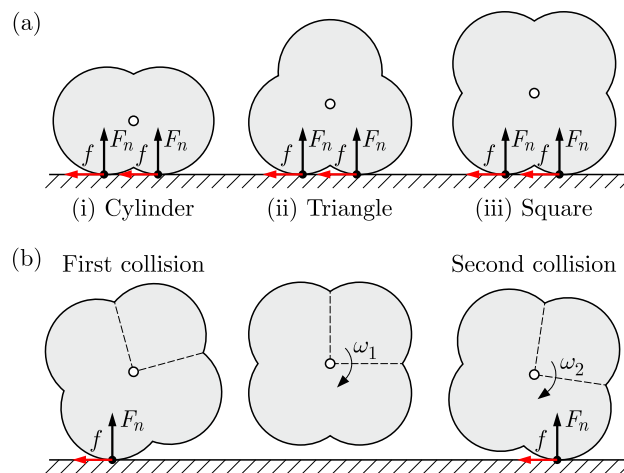 (a)
F_n F_n F_n F_n F_n F_n
f f f f f f
(i) Cylinder (ii) Triangle (iii) Square
(b)
First collision Second collision
ω_1 ω_2
F_n F_n
f f